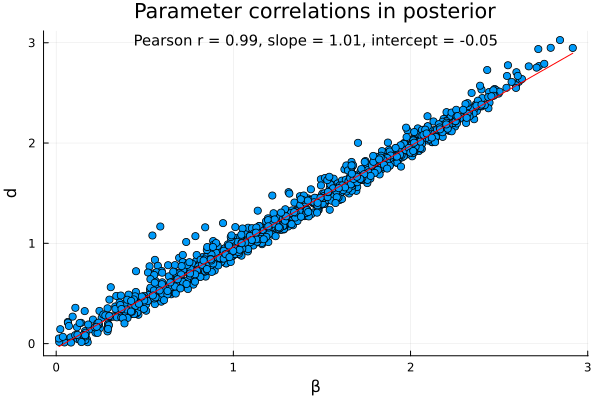 Parameter correlations in posterior
Pearson r = 0.99, slope = 1.01, intercept = -0.05
3
2
d
1
0
0 1 2 3
β